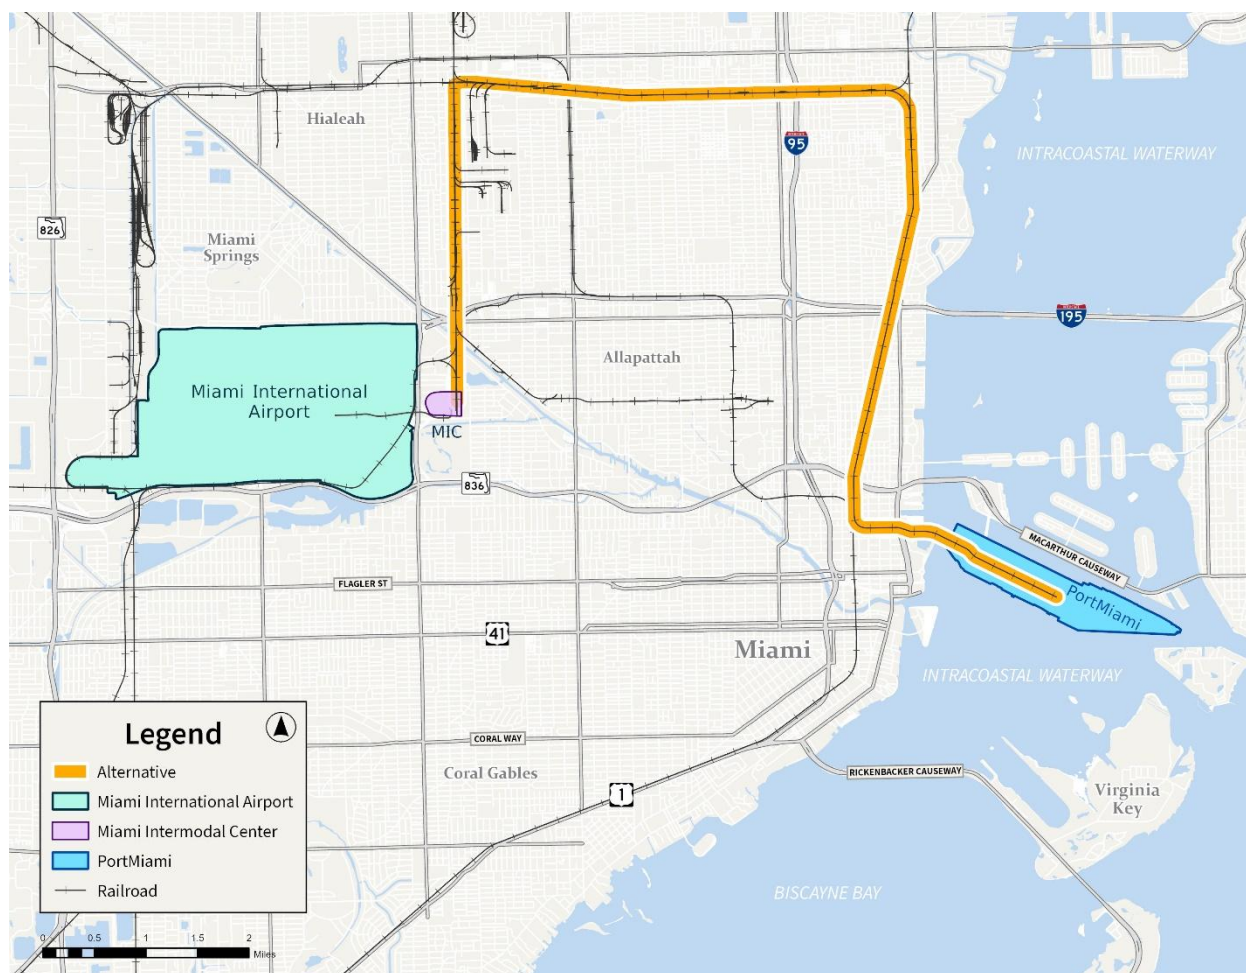 Hialeah
95
INTRACOASTAL WATERWAY
826
Miami
Springs
195
Allapattah
Miami International
Airport
MIC
836
MACARTHUR CAUSEWAY
FLAGLER ST
PortMiami
41
Miami
INTRACOASTAL WATERWAY
Legend
Alternative
Miami International Airport
Miami Intermodal Center
PortMiami
Railroad
CORAL WAY
Coral Gables
RICKENBACKER CAUSEWAY
1
Virginia
Key
BISCAYNE BAY
0 0.5 1 1.5 2
Miles